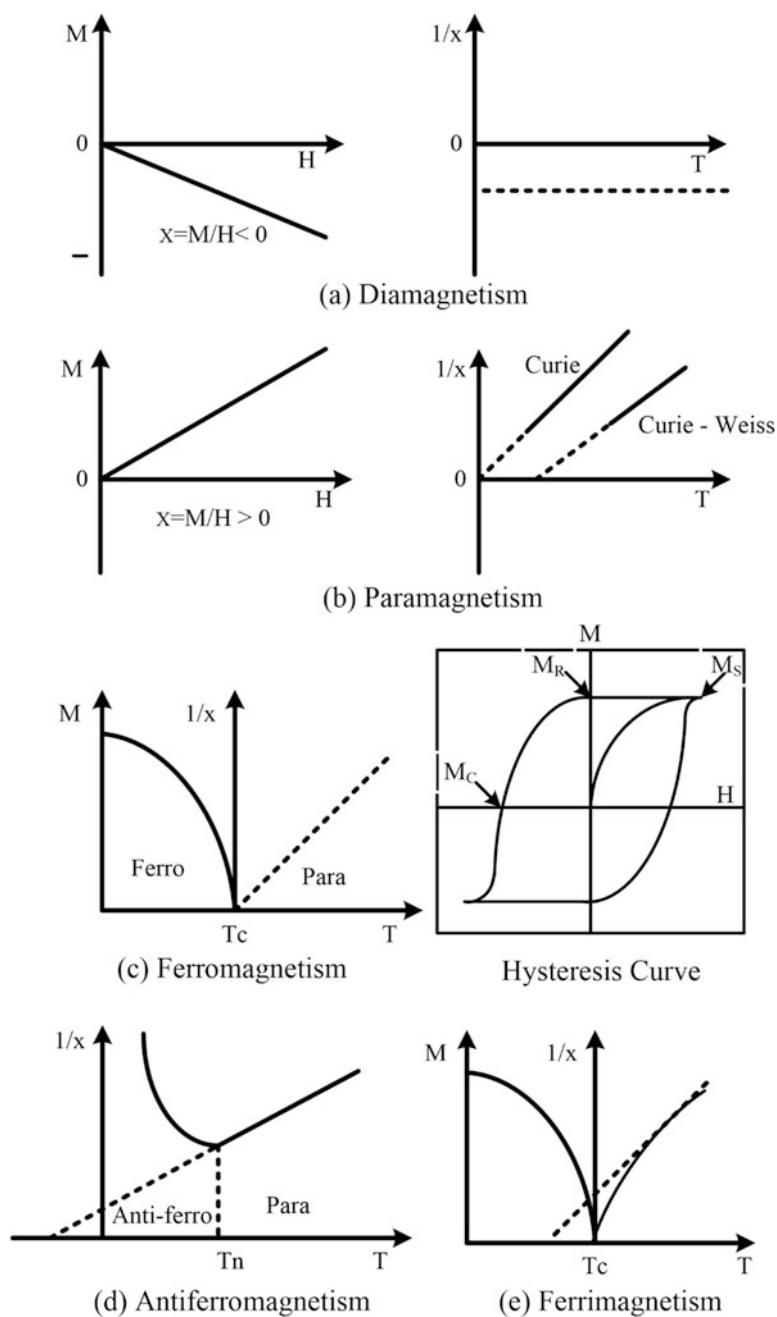 M
1/x
0
H
0
T
x=M/H< 0
–
(a) Diamagnetism
M
1/x
Curie
Curie - Weiss
0
H
0
T
x=M/H > 0
(b) Paramagnetism
M
1/x
Ferro
Para
Tc
T
(c) Ferromagnetism
M
M_R
M_S
M_C
H
Hysteresis Curve
1/x
Anti-ferro
Para
Tn
T
(d) Antiferromagnetism
M
1/x
Tc
T
(e) Ferrimagnetism